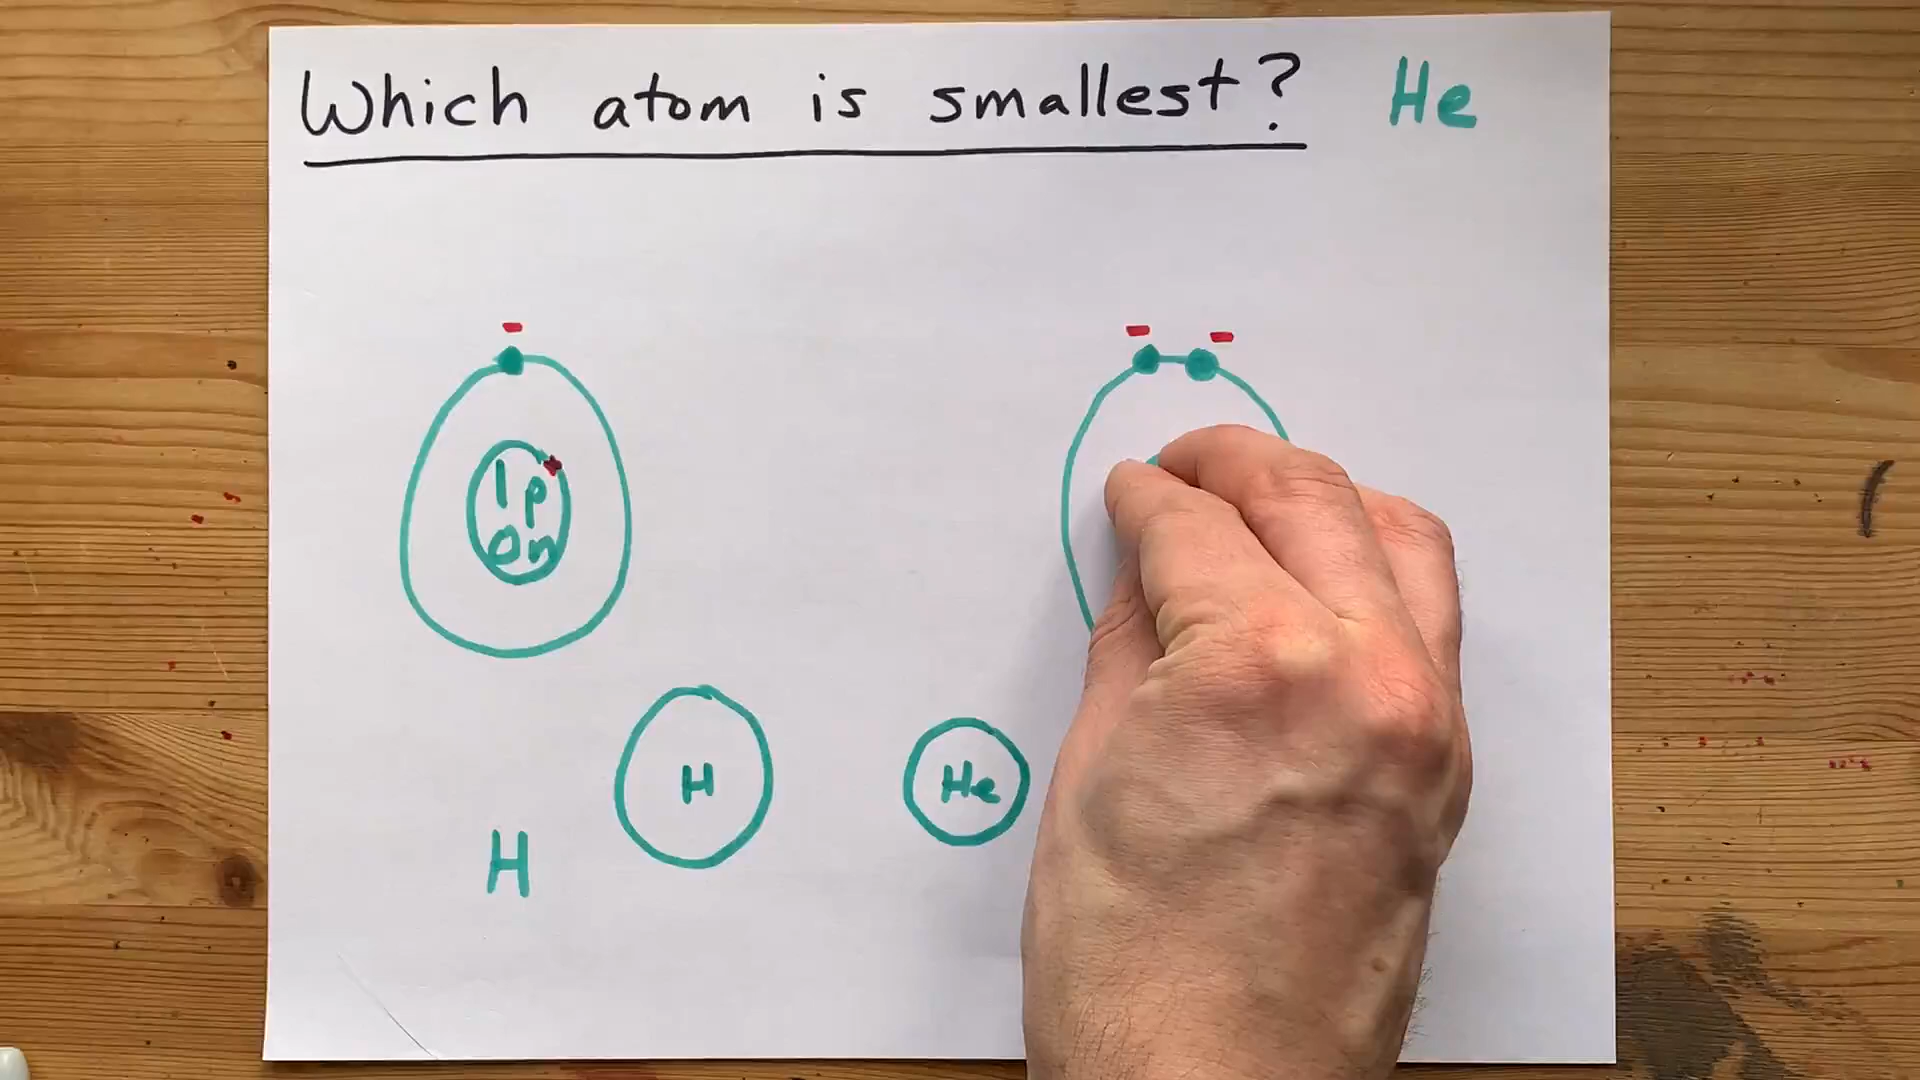 Which atom is smallest? He
- - -
1p
0n
H He
H